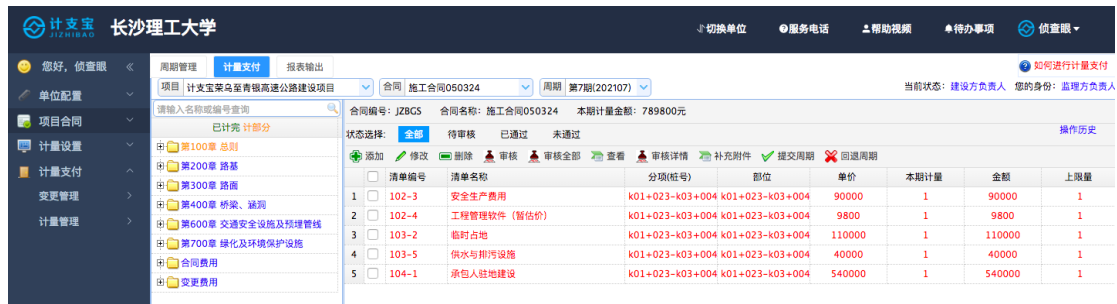 计支宝 JIZHIBAO 长沙理工大学 切换单位 服务电话 帮助视频 待办事项 侦查眼
您好，侦查眼
单位配置
项目合同
计量设置
计量支付
变更管理
计量管理
周期管理 计量支付 报表输出 如何进行计量支付
项目 计支宝荣乌至青银高速公路建设项目 合同 施工合同050324 周期 第7期(202107) 当前状态：建设方负责人 您的身份：监理方负责人
请输入名称或编号查询
已计完 计部分
第100章 总则
第200章 路基
第300章 路面
第400章 桥梁、涵洞
第600章 交通安全设施及预埋管线
第700章 绿化及环境保护设施
合同费用
变更费用
合同编号：JZBGS 合同名称：施工合同050324 本期计量金额：789800元
状态选择： 全部 待审核 已通过 未通过 操作历史
添加 修改 删除 审核 审核全部 查看 审核详情 补充附件 提交周期 回退周期
清单编号 清单名称 分项(桩号) 部位 单价 本期计量 金额 上限量
1 102-3 安全生产费用 k01+023-k03+004 k01+023-k03+004 90000 1 90000 1
2 102-4 工程管理软件（暂估价） k01+023-k03+004 k01+023-k03+004 9800 1 9800 1
3 103-2 临时占地 k01+023-k03+004 k01+023-k03+004 110000 1 110000 1
4 103-5 供水与排污设施 k01+023-k03+004 k01+023-k03+004 40000 1 40000 1
5 104-1 承包人驻地建设 k01+023-k03+004 k01+023-k03+004 540000 1 540000 1